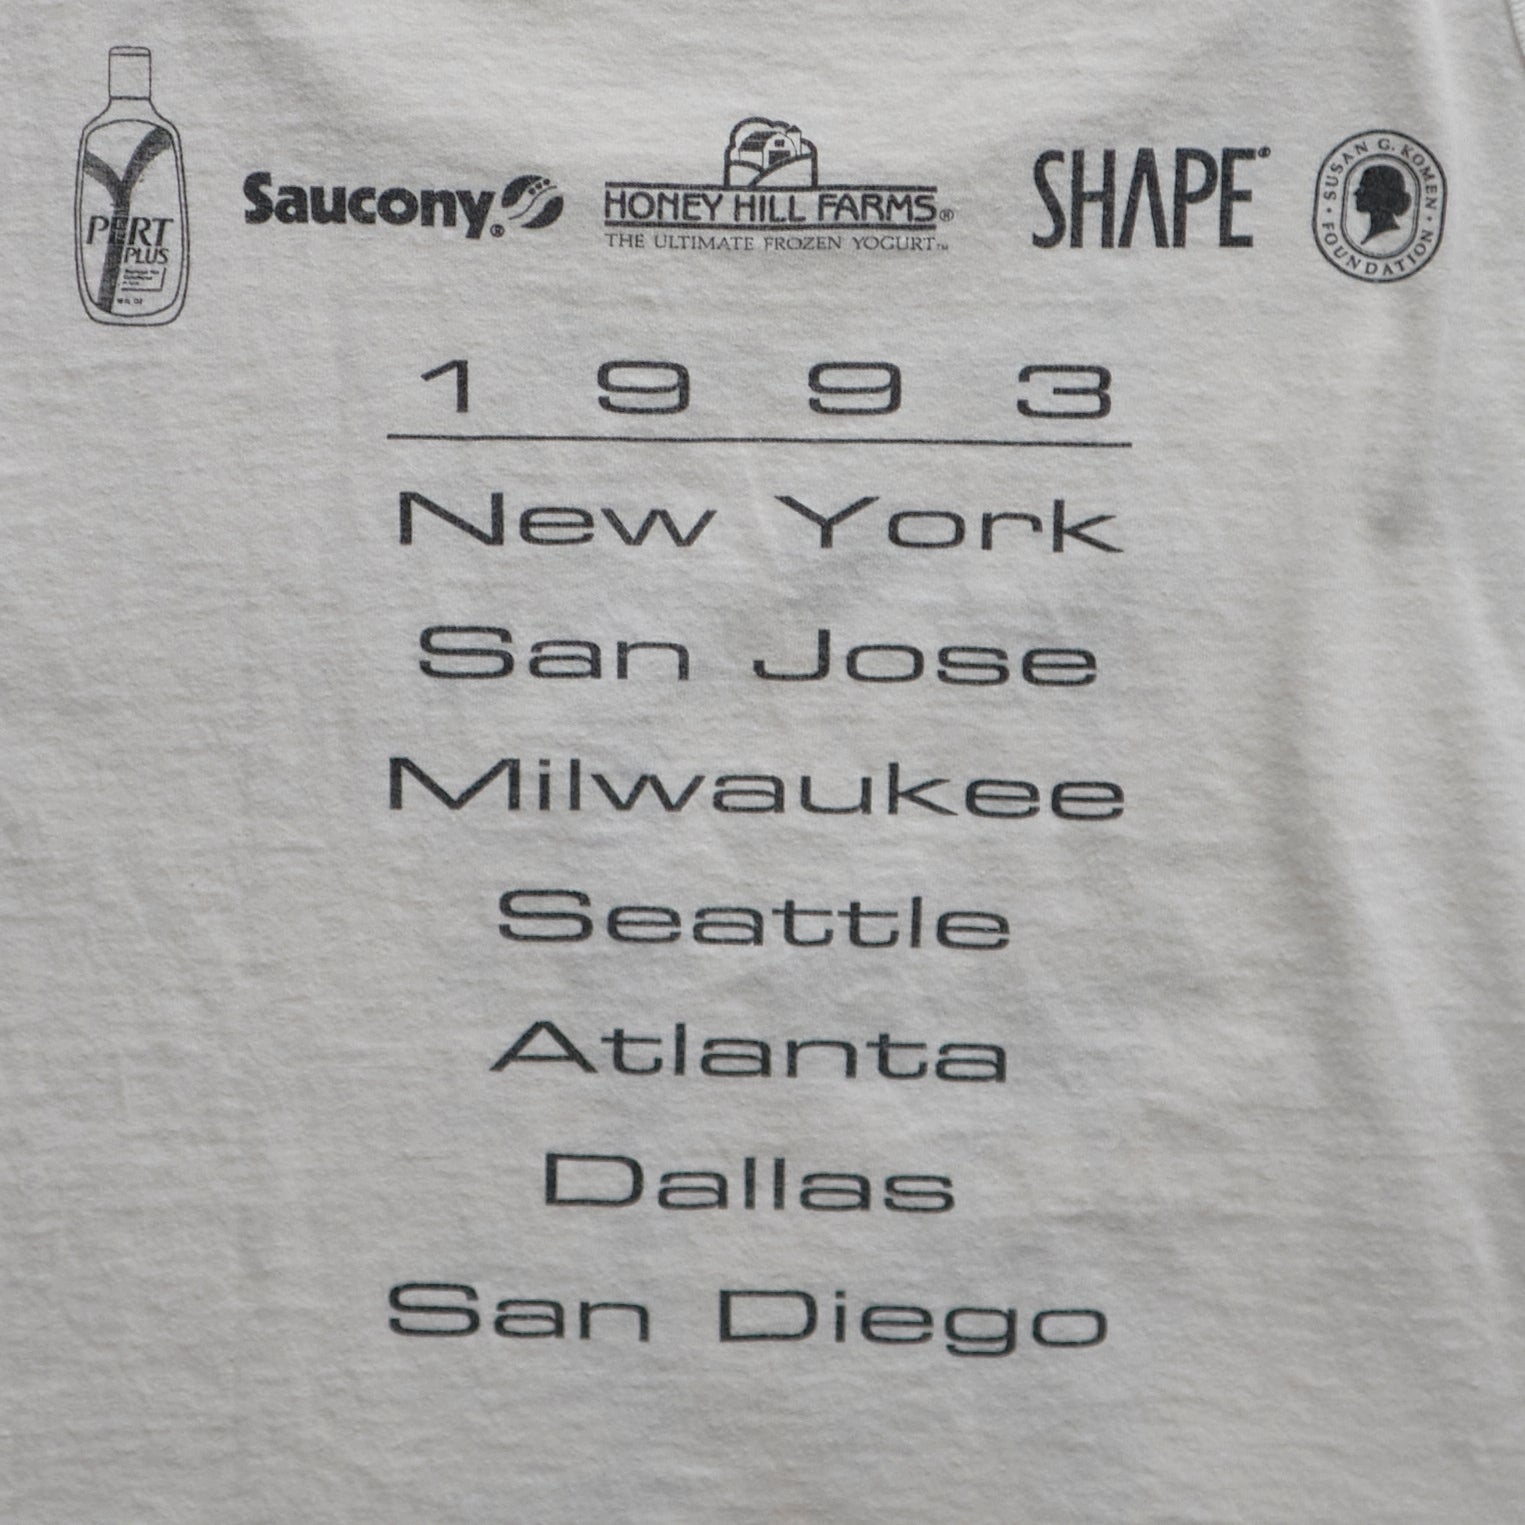 PERT
PLUS
Saucony®
HONEY HILL FARMS®
THE ULTIMATE FROZEN YOGURT™
SHAPE®
SUSAN G. KOMEN
FOUNDATION
1993
New York
San Jose
Milwaukee
Seattle
Atlanta
Dallas
San Diego